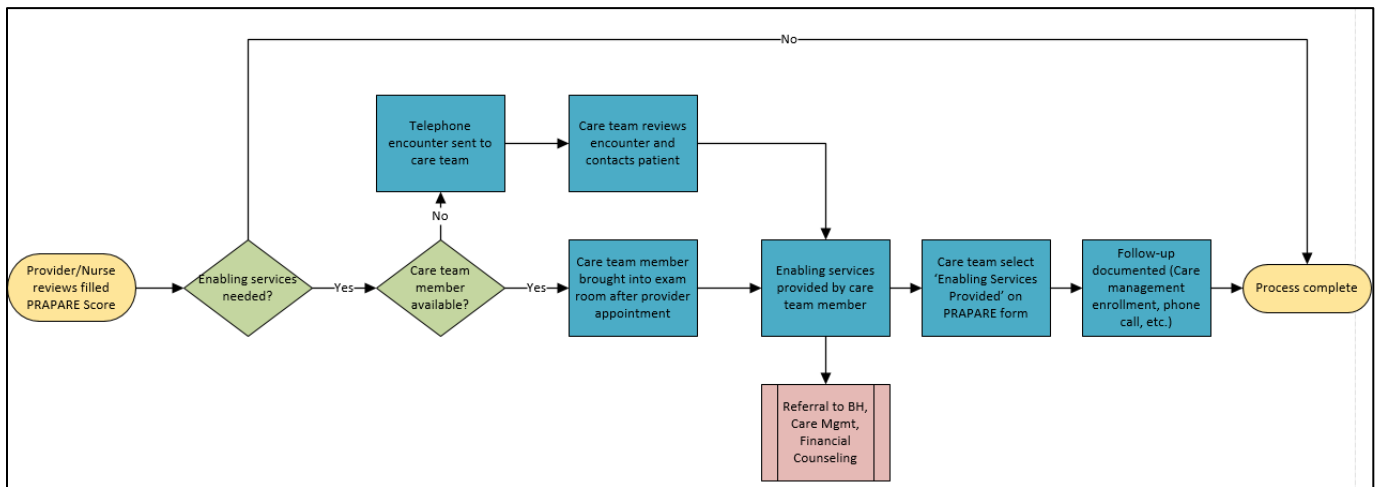 No
Telephone
encounter sent to
care team
Care team reviews
encounter and
contacts patient
No
Provider/Nurse
reviews filled
PRAPARE Score
Enabling services
needed?
Yes
Care team
member
available?
Yes
Care team member
brought into exam
room after provider
appointment
Enabling services
provided by care
team member
Care team select
'Enabling Services
Provided' on
PRAPARE form
Follow-up
documented (Care
management
enrollment, phone
call, etc.)
Process complete
Referral to BH,
Care Mgmt,
Financial
Counseling